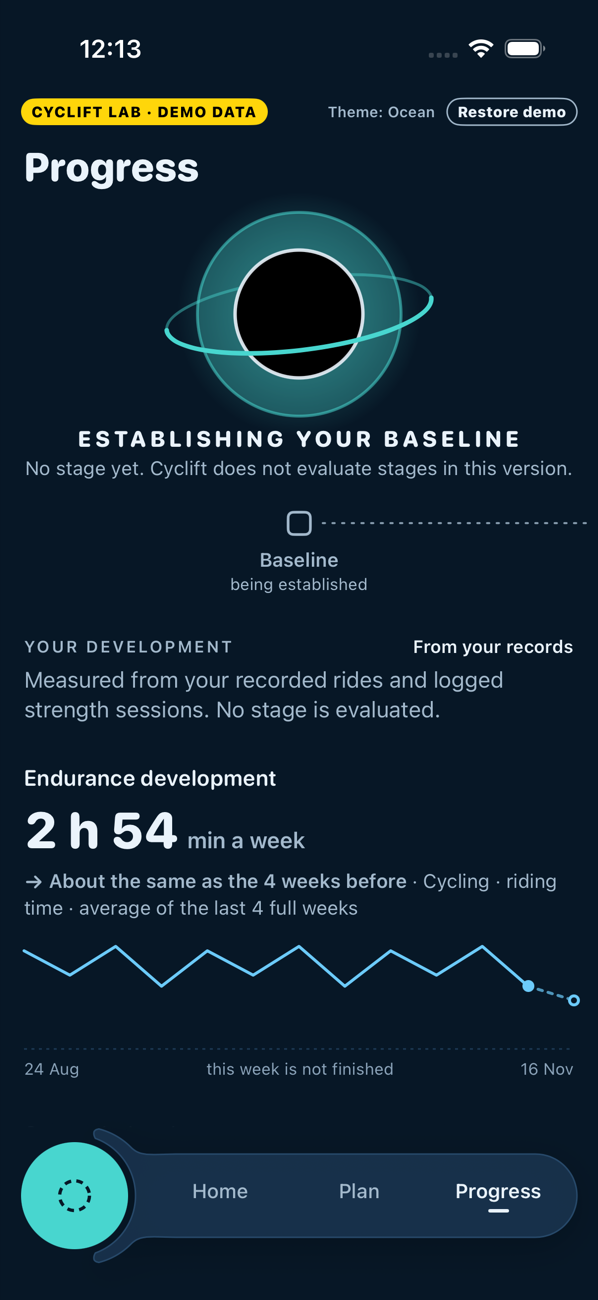 12:13
CYCLIFT LAB · DEMO DATA
Theme: Ocean
Restore demo
Progress
ESTABLISHING YOUR BASELINE
No stage yet. Cyclift does not evaluate stages in this version.
Baseline
being established
YOUR DEVELOPMENT
From your records
Measured from your recorded rides and logged
strength sessions. No stage is evaluated.
Endurance development
2 h 54 min a week
→ About the same as the 4 weeks before · Cycling · riding
time · average of the last 4 full weeks
24 Aug
this week is not finished
16 Nov
Home
Plan
Progress